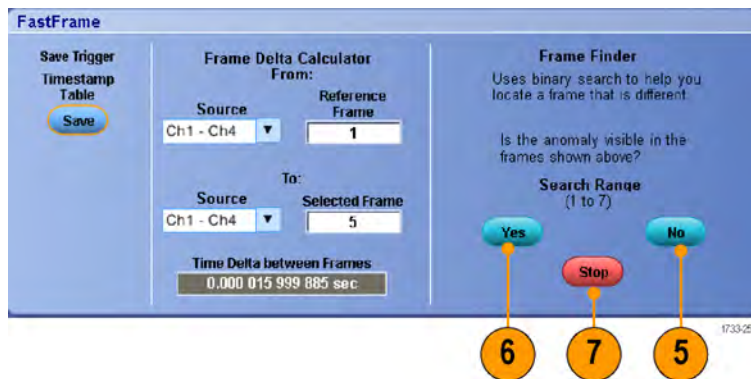 FastFrame
Save Trigger
Timestamp
Table
Save
Frame Delta Calculator
From:
Source
Reference
Frame
Ch1 - Ch4
1
To:
Source
Selected Frame
Ch1 - Ch4
5
Time Delta between Frames
0.000 015 999 885 sec
Frame Finder
Uses binary search to help you
locate a frame that is different
Is the anomaly visible in the
frames shown above?
Search Range
(1 to 7)
Yes
No
Stop
6
7
5
1733-25